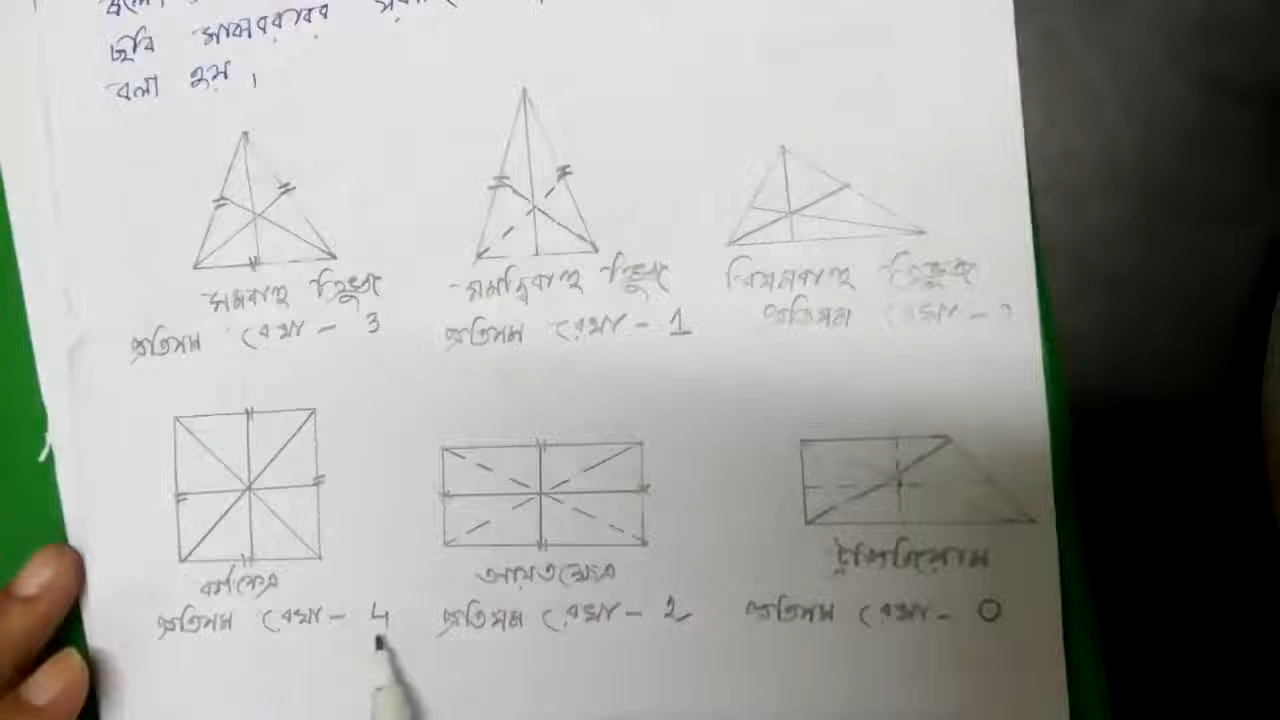 ছবি
বলা হয় ।
সমবাহু ত্রিভুজ
প্রতিসম রেখা - 3
সমদ্বিবাহু ত্রিভুজ
প্রতিসম রেখা - 1
বিষমবাহু ত্রিভুজ
প্রতিসম রেখা -
বর্গক্ষেত্র
প্রতিসম রেখা - 4
আয়তক্ষেত্র
প্রতিসম রেখা - 2
ট্রাপিজিয়াম
প্রতিসম রেখা - 0